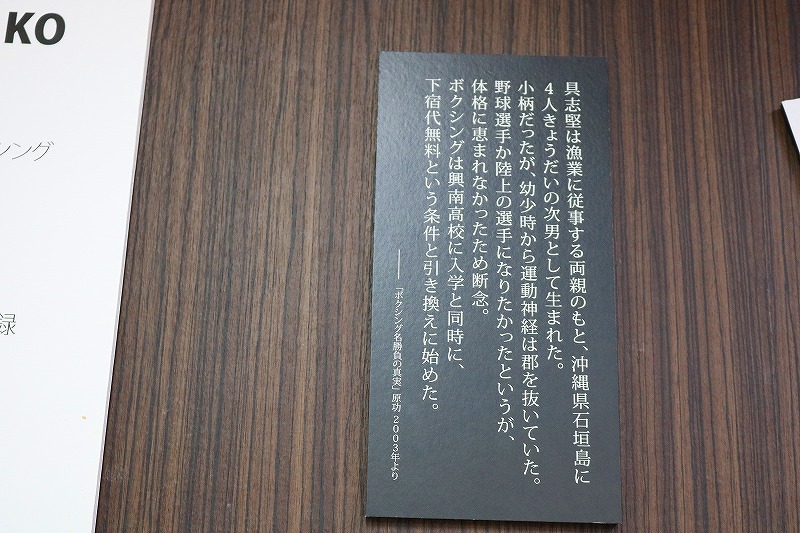 KO
シング
録
具志堅は漁業に従事する両親のもと、沖縄県石垣島に
4人きょうだいの次男として生まれた。
小柄だったが、幼少時から運動神経は郡を抜いていた。
野球選手か陸上の選手になりたかったというが、
体格に恵まれなかったため断念。
ボクシングは興南高校に入学と同時に、
下宿代無料という条件と引き換えに始めた。
――「ボクシング名勝負の真実」原功 2003年より